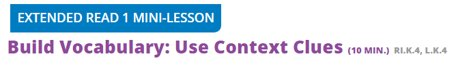 EXTENDED READ 1 MINI-LESSON
Build Vocabulary: Use Context Clues (10 MIN.) RI.K.4, L.K.4